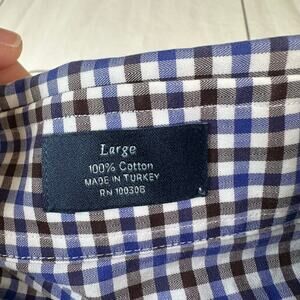 Large
100% Cotton
MADE IN TURKEY
RN 100308